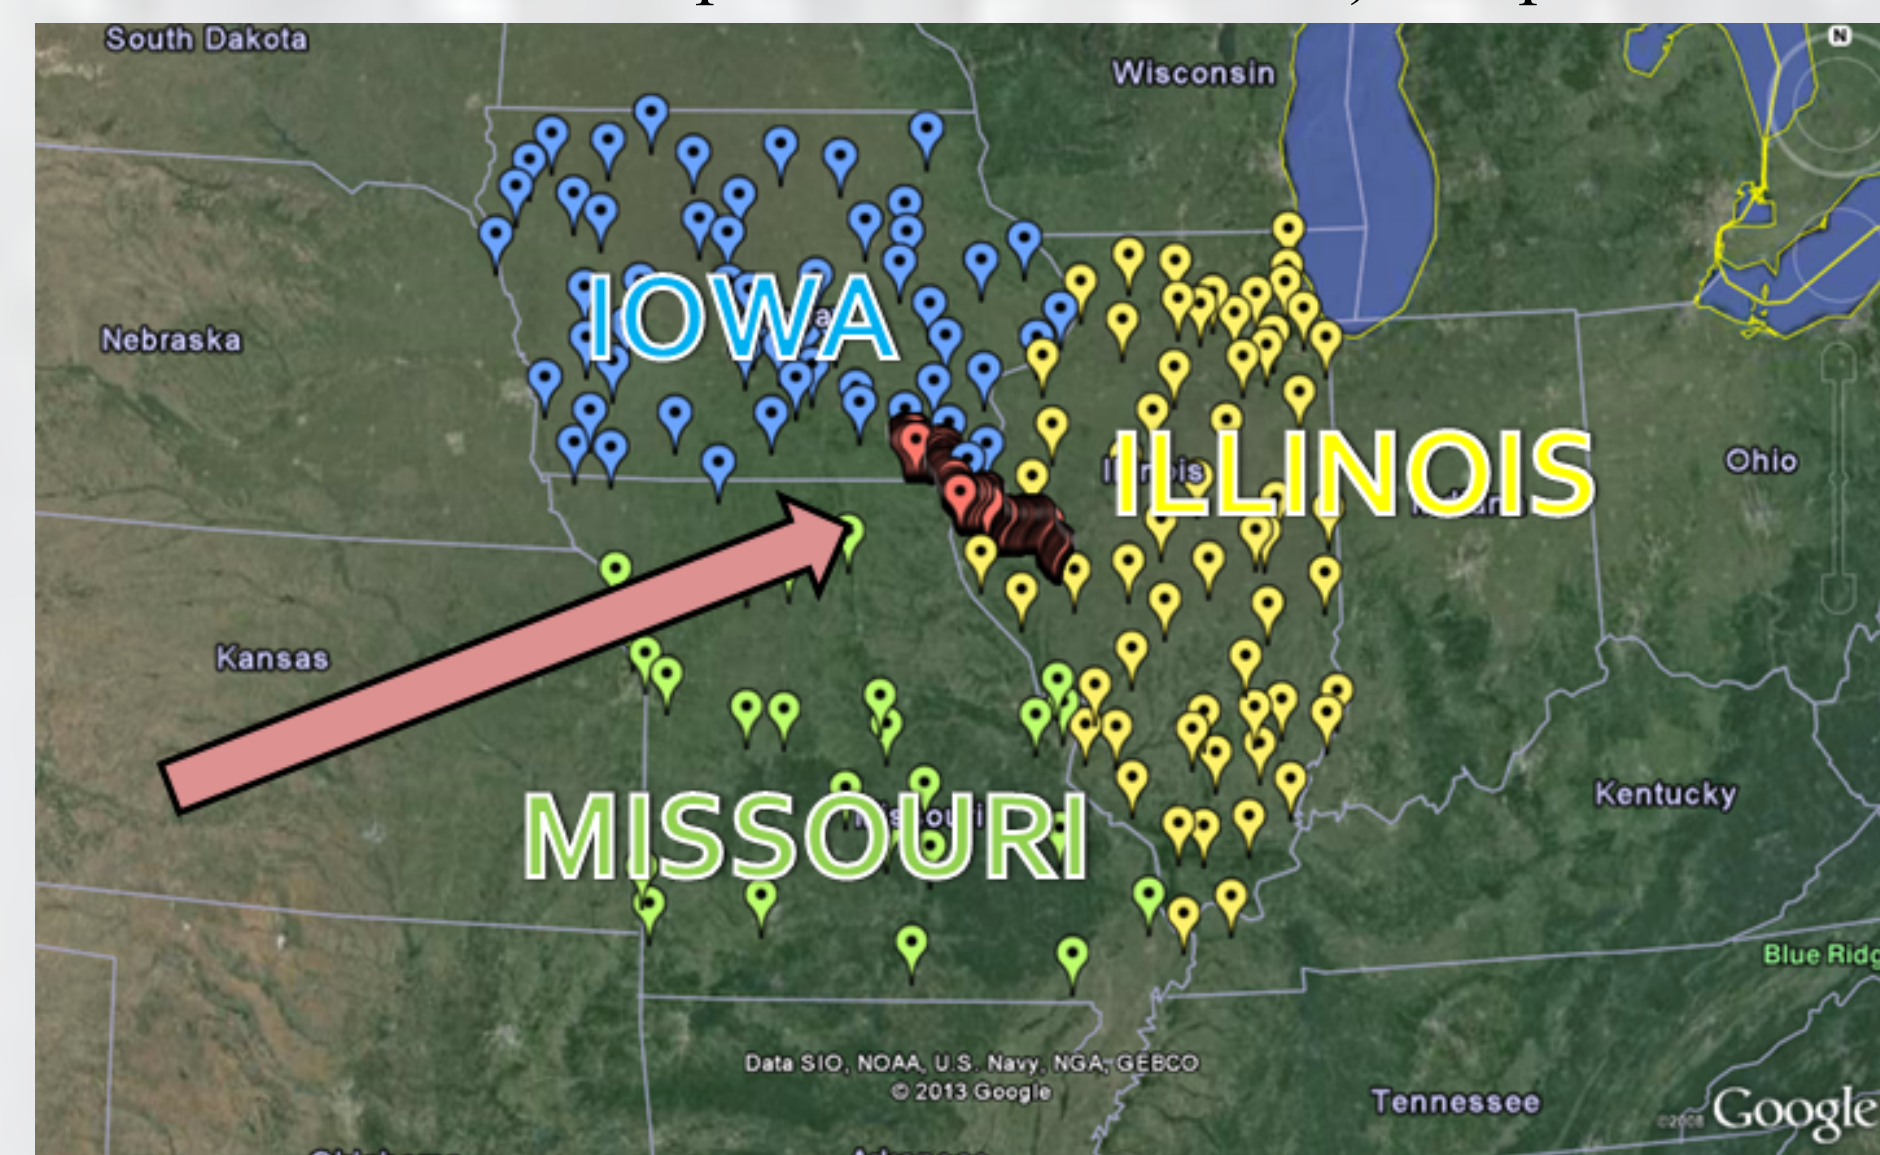 South Dakota
Wisconsin
N
Nebraska
IOWA
ILLINOIS
Ohio
Kansas
MISSOURI
Kentucky
Blue Ridg
Data SIO, NOAA, U.S. Navy, NGA, GEBCO
© 2013 Google
Tennessee
©2008 Google